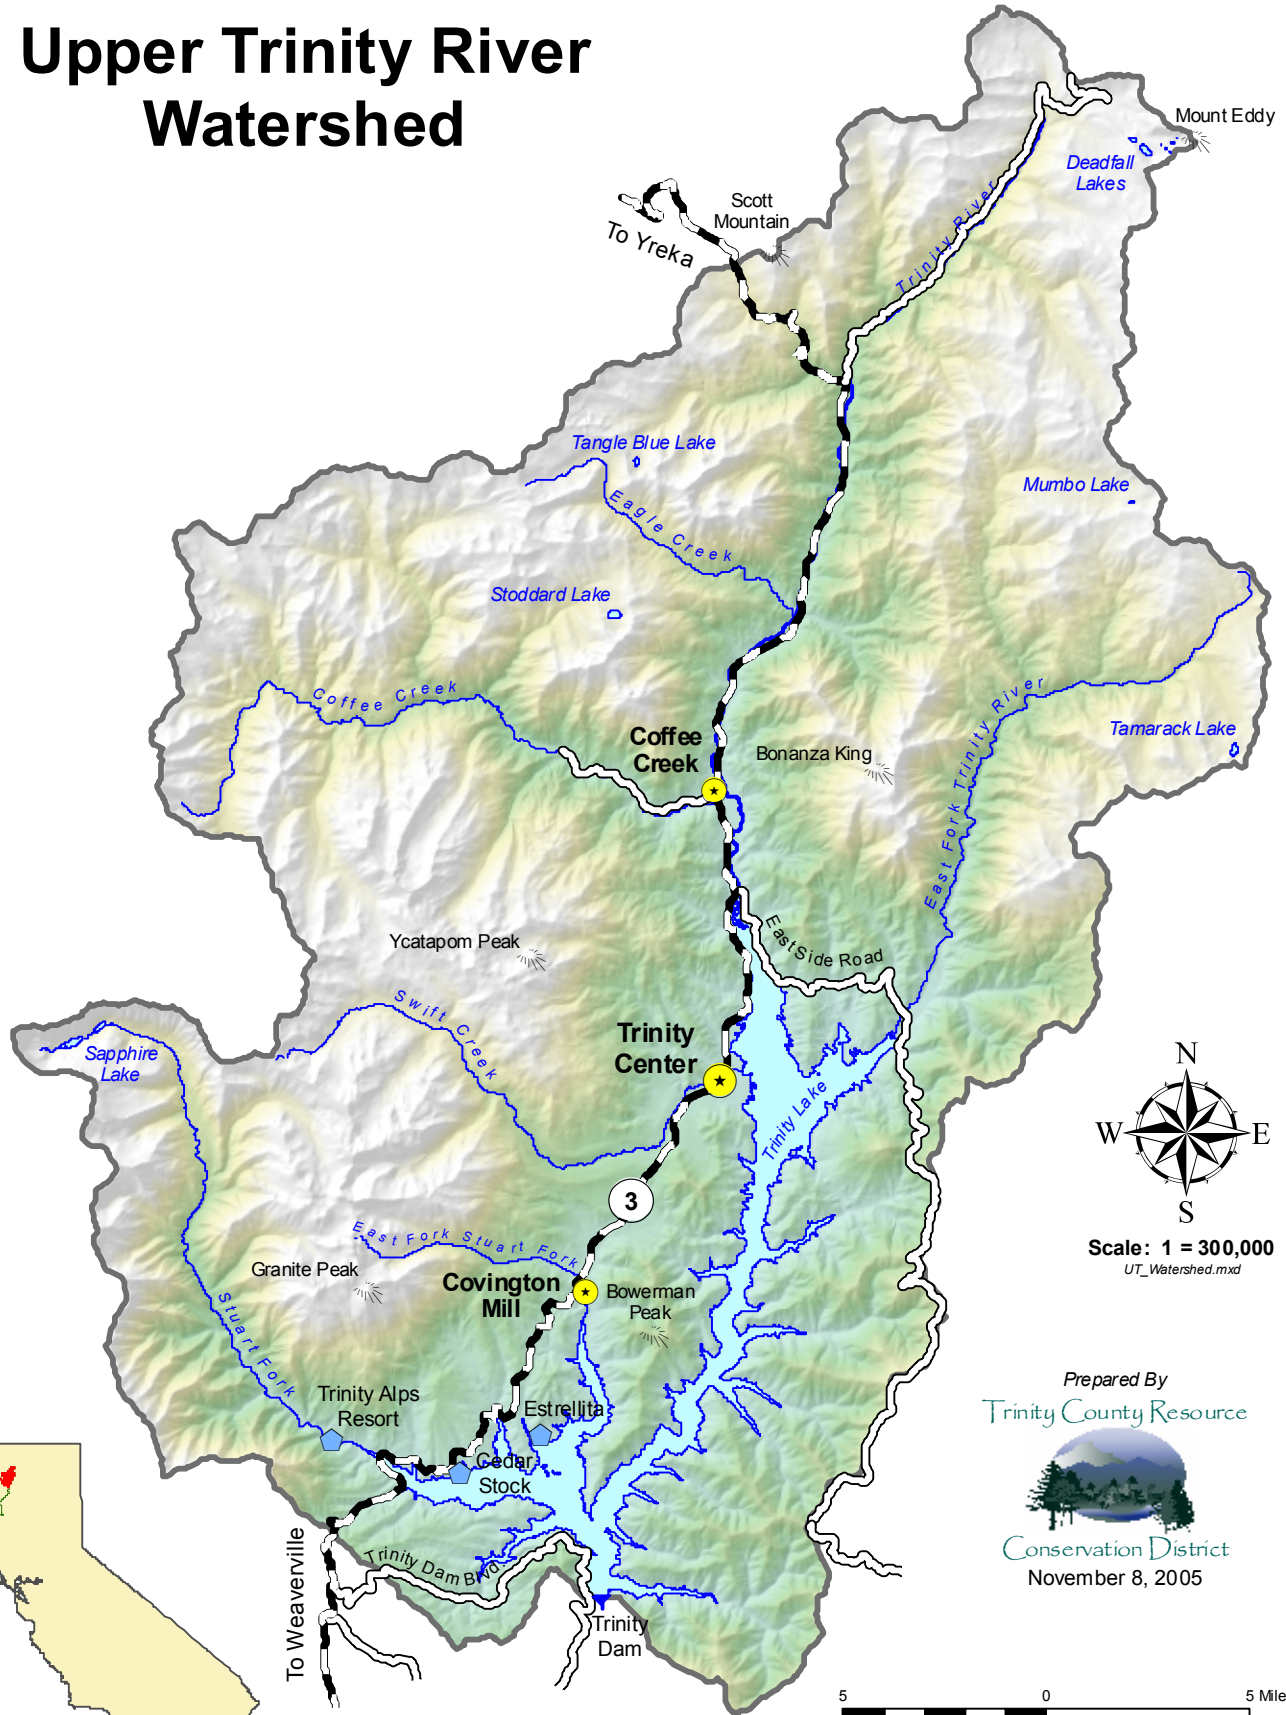 Upper Trinity River
Watershed
Mount Eddy
Deadfall
Lakes
Scott
Mountain
To Yreka
Trinity River
Tangle Blue Lake
Mumbo Lake
Eagle Creek
Stoddard Lake
Coffee Creek
East Fork Trinity River
Tamarack Lake
Coffee
Creek
Bonanza King
East Side Road
Ycatapom Peak
Swift Creek
Trinity
Center
Sapphire
Lake
Trinity Lake
N
W
E
S
3
East Fork Stuart Fork
Granite Peak
Covington
Mill
Bowerman
Peak
Scale: 1 = 300,000
UT_Watershed.mxd
Stuart Fork
Trinity Alps
Resort
Estrellita
Cedar
Stock
Prepared By
Trinity County Resource
Conservation District
November 8, 2005
To Weaverville
Trinity Dam Blvd.
Trinity
Dam
5
0
5 Mile